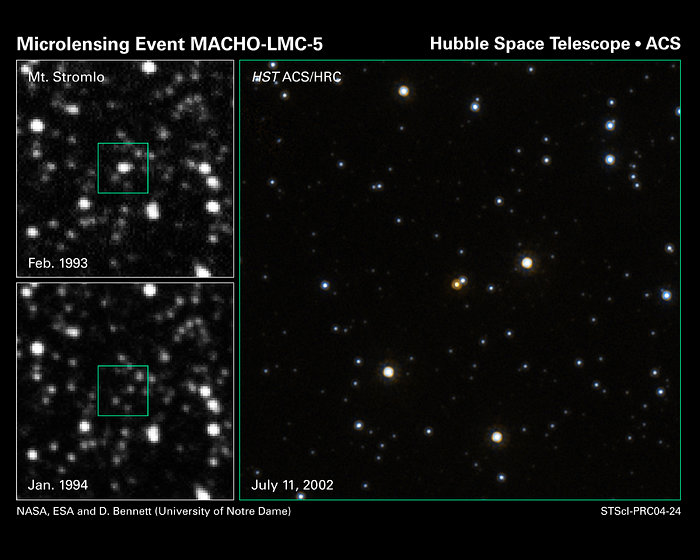 Microlensing Event MACHO-LMC-5
Hubble Space Telescope • ACS
Mt. Stromlo
HST ACS/HRC
Feb. 1993
Jan. 1994
July 11, 2002
NASA, ESA and D. Bennett (University of Notre Dame)
STScI-PRC04-24